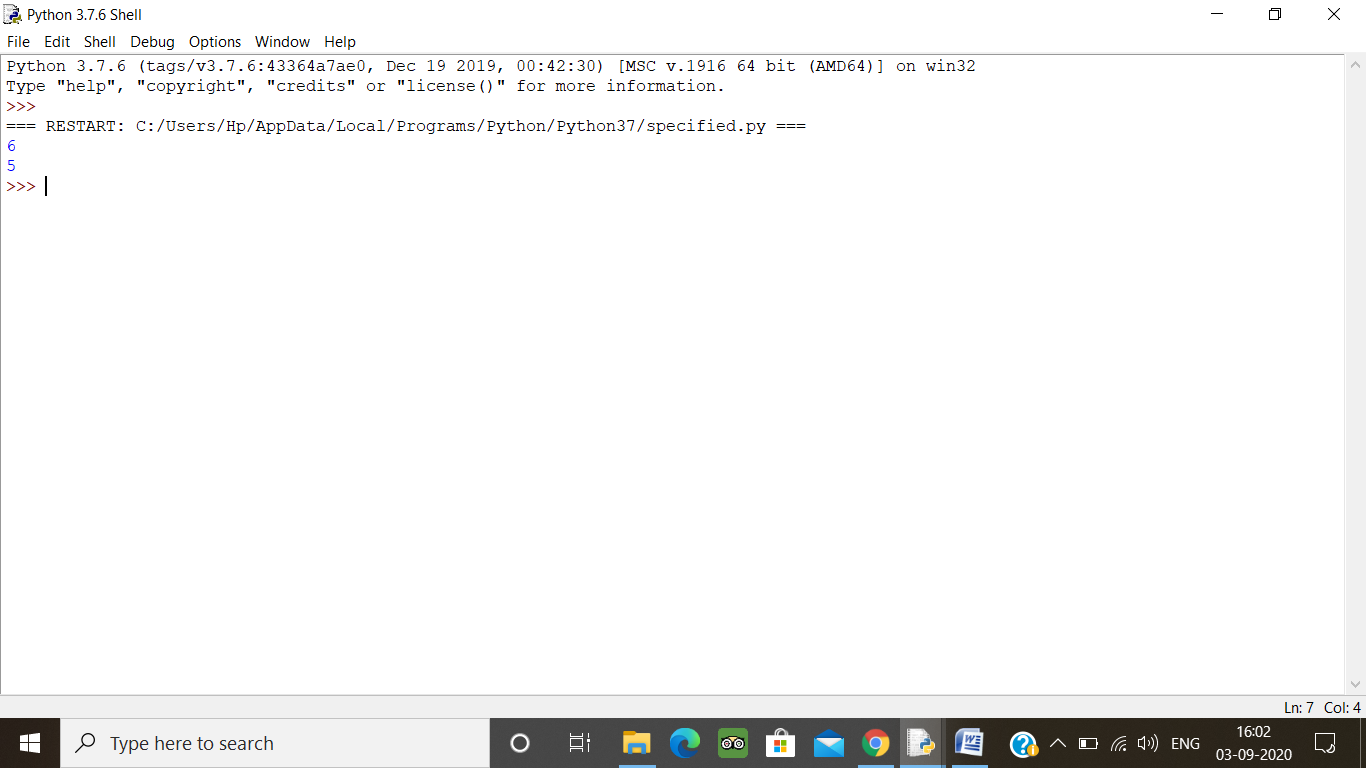 Python 3.7.6 Shell
File Edit Shell Debug Options Window Help
Python 3.7.6 (tags/v3.7.6:43364a7ae0, Dec 19 2019, 00:42:30) [MSC v.1916 64 bit (AMD64)] on win32
Type "help", "copyright", "credits" or "license()" for more information.
>>>
=== RESTART: C:/Users/Hp/AppData/Local/Programs/Python/Python37/specified.py ===
6
5
>>>
Ln: 7 Col: 4
Type here to search
ENG
16:02
03-09-2020